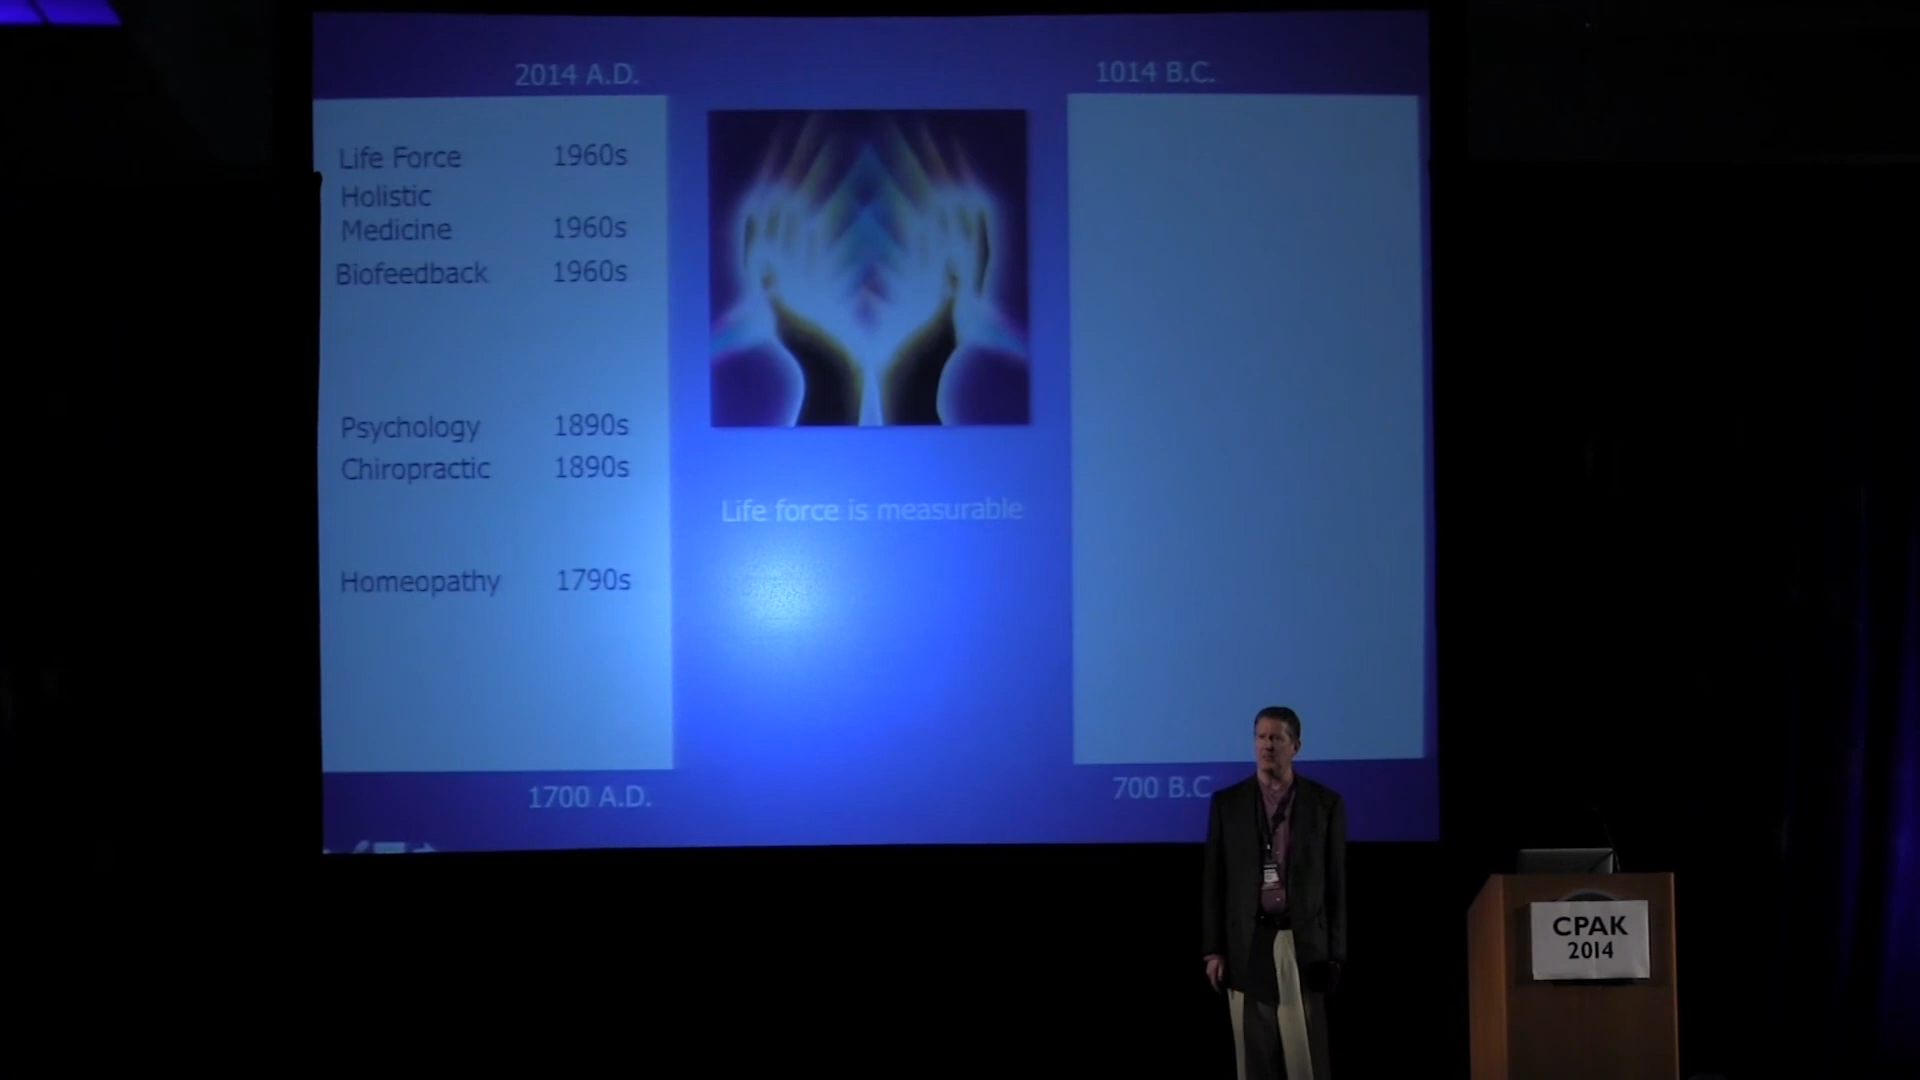 2014 A.D.
1014 B.C.
Life Force 1960s
Holistic
Medicine 1960s
Biofeedback 1960s
Psychology 1890s
Chiropractic 1890s
Homeopathy 1790s
Life force is measurable
1700 A.D.
700 B.C
CPAK
2014